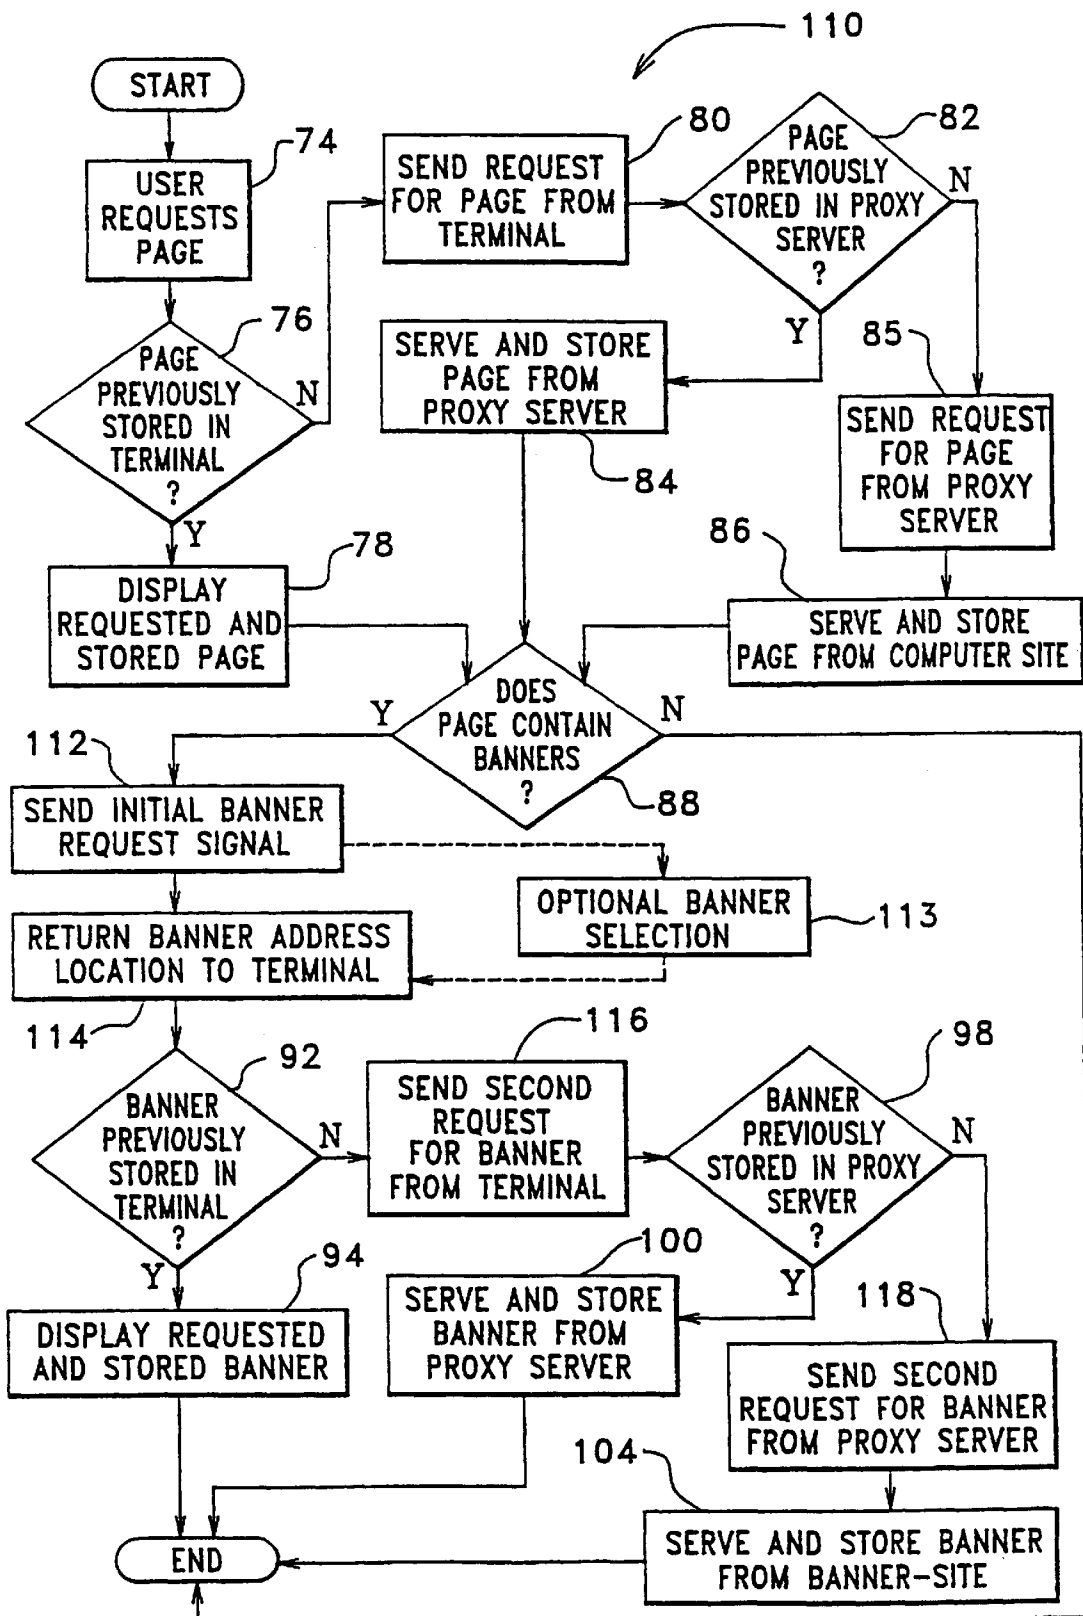 110
START
74
USER
REQUESTS
PAGE
76
PAGE
PREVIOUSLY
STORED IN
TERMINAL
?
N
Y
78
DISPLAY
REQUESTED AND
STORED PAGE
80
SEND REQUEST
FOR PAGE FROM
TERMINAL
82
PAGE
PREVIOUSLY
STORED IN PROXY
SERVER
?
N
Y
SERVE AND STORE
PAGE FROM
PROXY SERVER
84
85
SEND REQUEST
FOR PAGE
FROM PROXY
SERVER
86
SERVE AND STORE
PAGE FROM COMPUTER SITE
DOES
PAGE CONTAIN
BANNERS
?
Y
N
88
112
SEND INITIAL BANNER
REQUEST SIGNAL
OPTIONAL BANNER
SELECTION
113
RETURN BANNER ADDRESS
LOCATION TO TERMINAL
114
92
BANNER
PREVIOUSLY
STORED IN
TERMINAL
?
N
Y
94
DISPLAY REQUESTED
AND STORED BANNER
116
SEND SECOND
REQUEST
FOR BANNER
FROM TERMINAL
98
BANNER
PREVIOUSLY
STORED IN PROXY
SERVER
?
N
Y
100
SERVE AND STORE
BANNER FROM
PROXY SERVER
118
SEND SECOND
REQUEST FOR BANNER
FROM PROXY SERVER
104
SERVE AND STORE BANNER
FROM BANNER-SITE
END